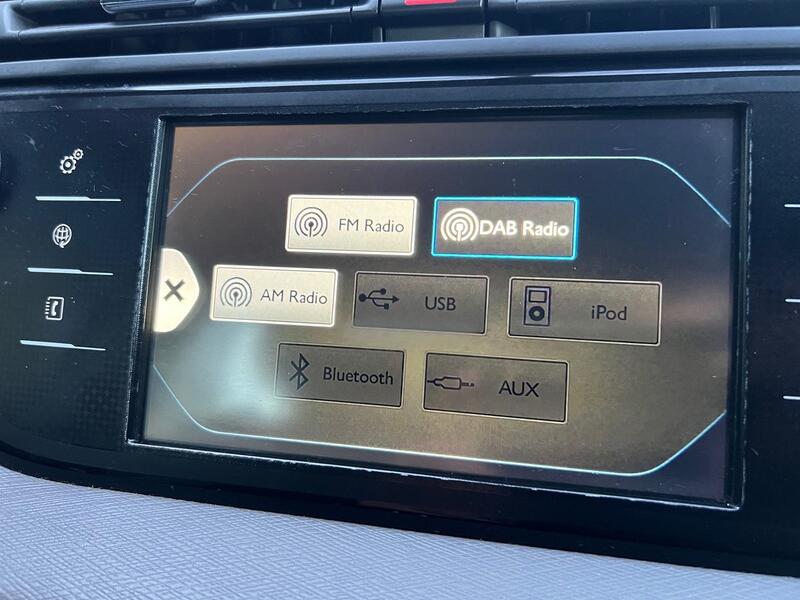 FM Radio
DAB Radio
AM Radio
USB
iPod
Bluetooth
AUX